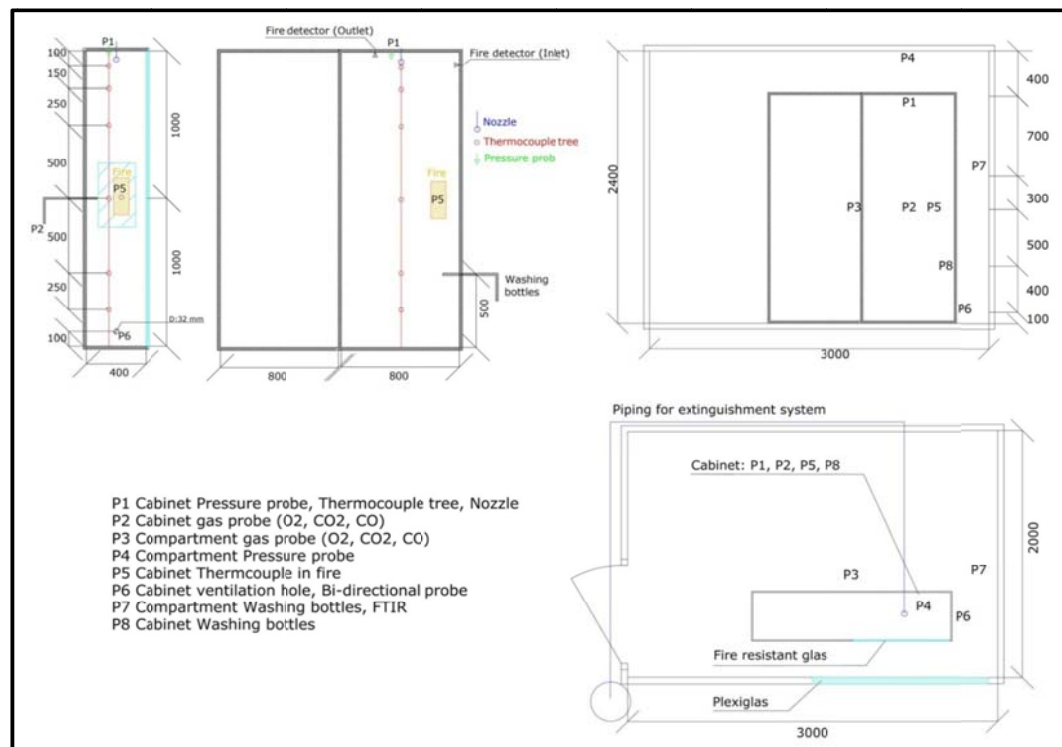 P1
100
150
250
500
500
250
100
1000
1000
Fire
P5
P2
D:32 mm
P6
400
Fire detector (Outlet)
P1
Fire detector (Inlet)
Nozzle
Thermocouple tree
Pressure prob
Fire
P5
Washing
bottles
500
800
800
P4
P1
P7
P3
P2
P5
P8
P6
2400
3000
400
700
300
500
400
100
Piping for extinguishment system
Cabinet: P1, P2, P5, P8
P3
P7
P4
P6
Fire resistant glas
Plexiglas
2000
3000
P1 Cabinet Pressure probe, Thermocouple tree, Nozzle
P2 Cabinet gas probe (02, CO2, CO)
P3 Compartment gas probe (O2, CO2, CO)
P4 Compartment Pressure probe
P5 Cabinet Thermcouple in fire
P6 Cabinet ventilation hole, Bi-directional probe
P7 Compartment Washing bottles, FTIR
P8 Cabinet Washing bottles